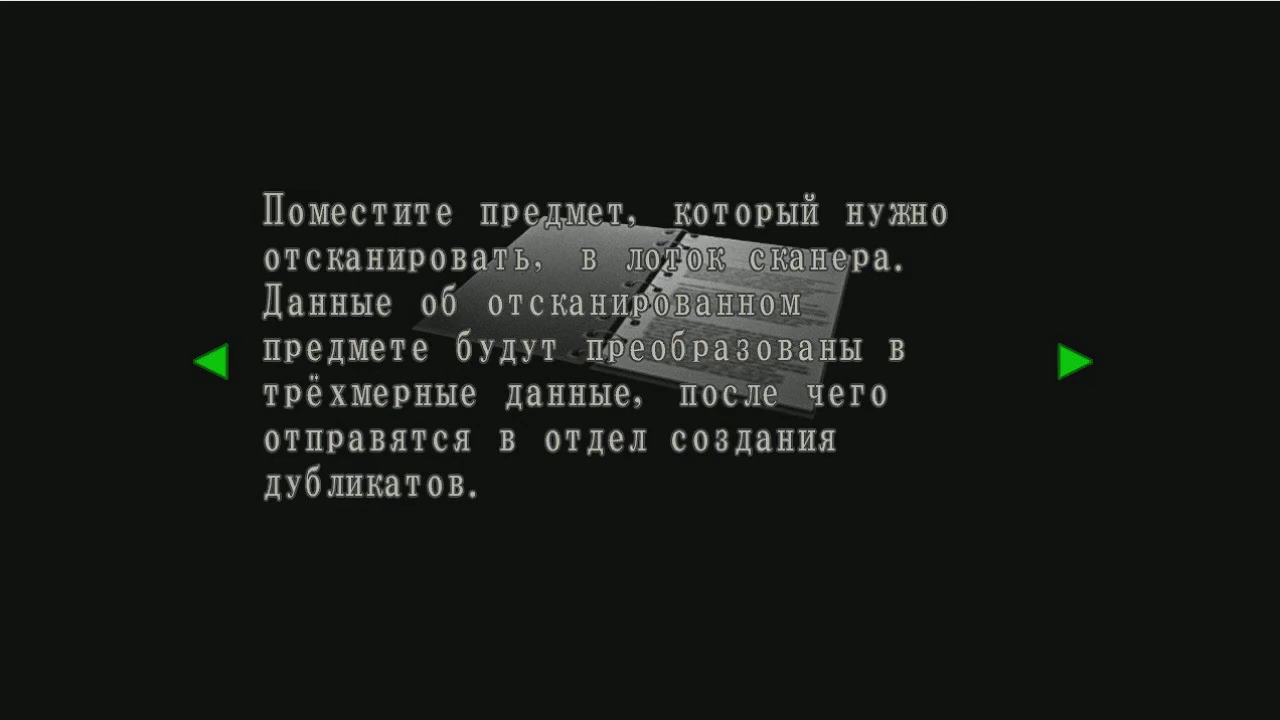 Поместите предмет, который нужно
отсканировать, в лоток сканера.
Данные об отсканированном
предмете будут преобразованы в
трёхмерные данные, после чего
отправятся в отдел создания
дубликатов.